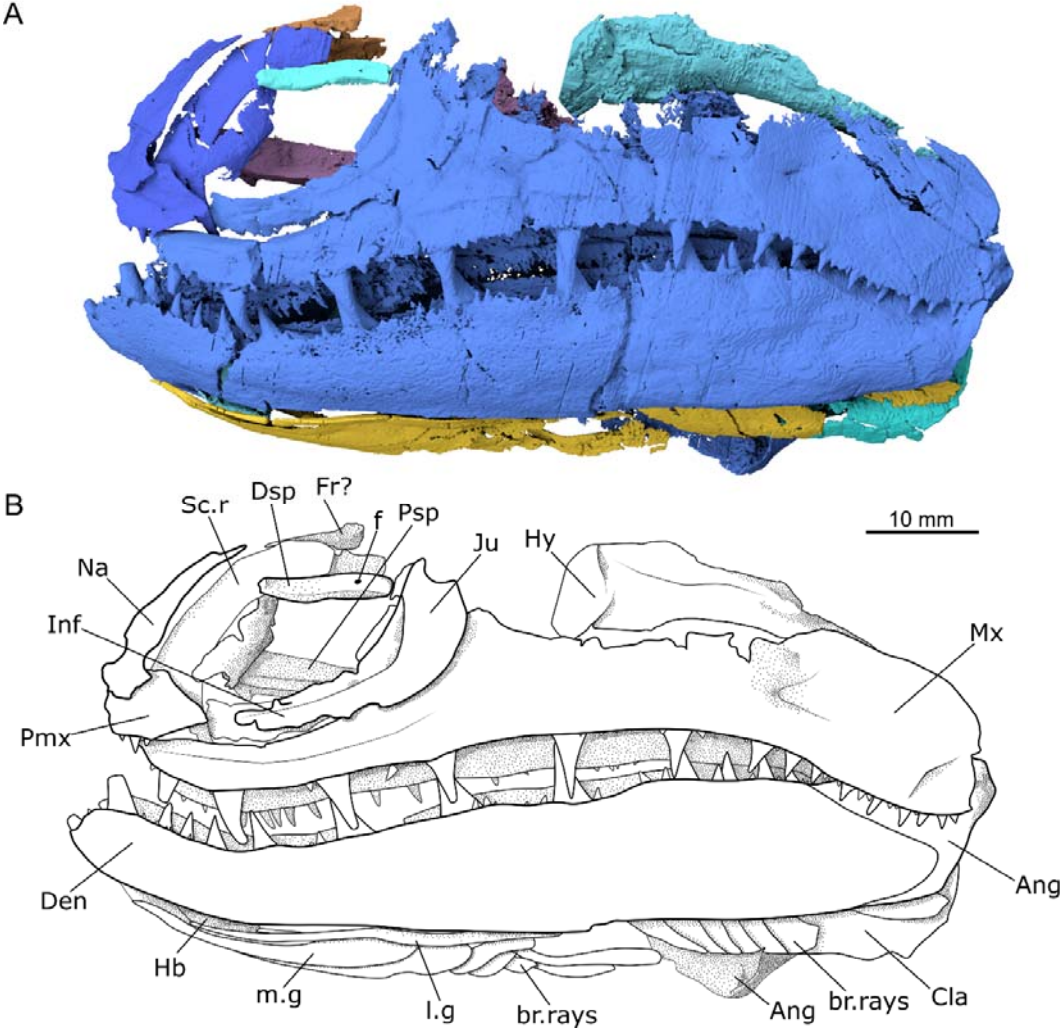 A
B
Fr?
Dsp
f
Psp
Sc.r
Ju
Hy
10 mm
Na
Inf
Mx
Pmx
Ang
Den
Hb
m.g
l.g
br.rays
Ang
br.rays
Cla